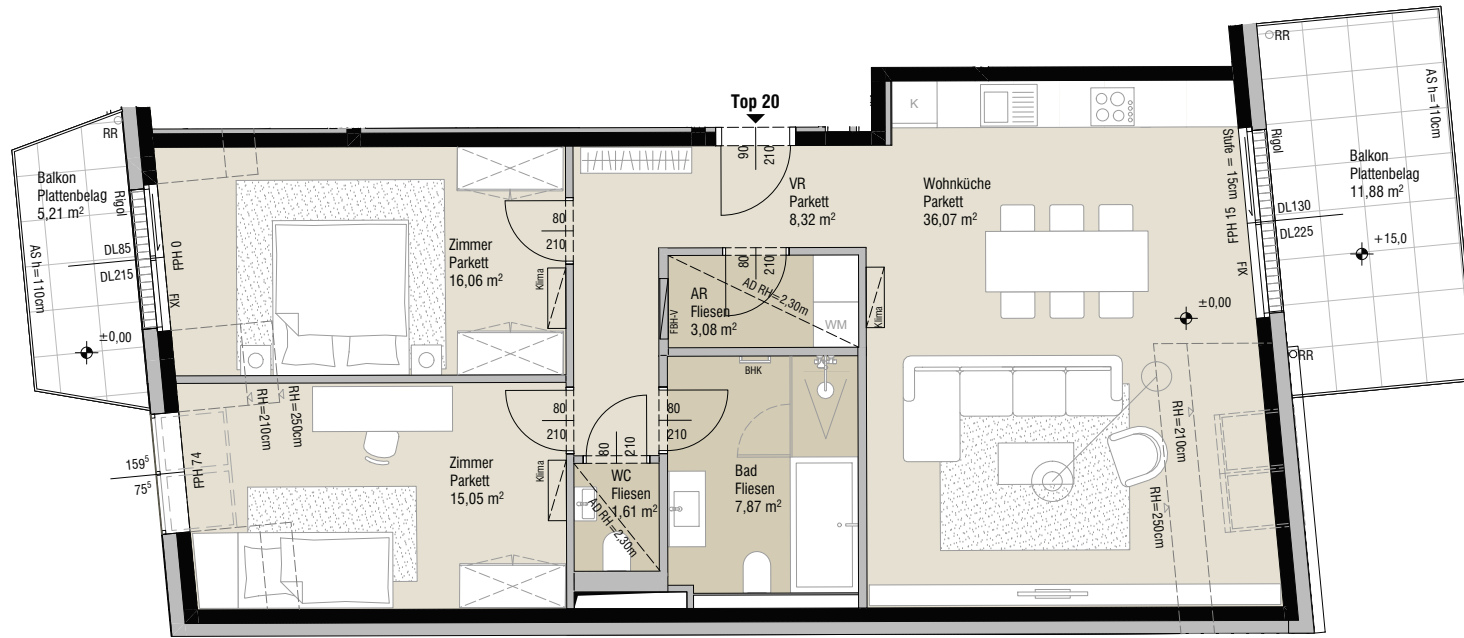 Top 20
90
210
RR
Balkon
Plattenbelag
5,21 m²
Rigol
AS h=110cm
DL85
DL215
FPH 0
FIX
±0,00
Zimmer
Parkett
16,06 m²
80
210
Klima
VR
Parkett
8,32 m²
Wohnküche
Parkett
36,07 m²
K
Stufe = 15cm
FPH 15
FIX
Rigol
RR
AS h=110cm
Balkon
Plattenbelag
11,88 m²
DL130
DL225
+15,0
±0,00
RR
80
210
AR
Fliesen
3,08 m²
AD RH=2,30m
WM
FBH-V
Klima
RH=210cm
RH=250cm
159⁵
75⁵
FPH 74
Zimmer
Parkett
15,05 m²
80
210
Klima
80
210
WC
Fliesen
1,61 m²
AD RH=2,30m
80
210
BHK
Bad
Fliesen
7,87 m²
RH=210cm
RH=250cm